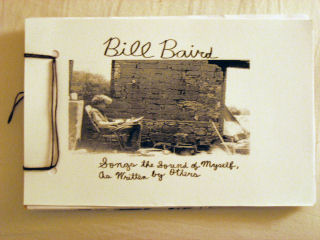 Bill Baird
Songs the Sound of Myself,
as Written by Others